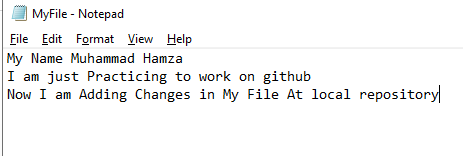 MyFile - Notepad
File Edit Format View Help
My Name Muhammad Hamza
I am just Practicing to work on github
Now I am Adding Changes in My File At local repository